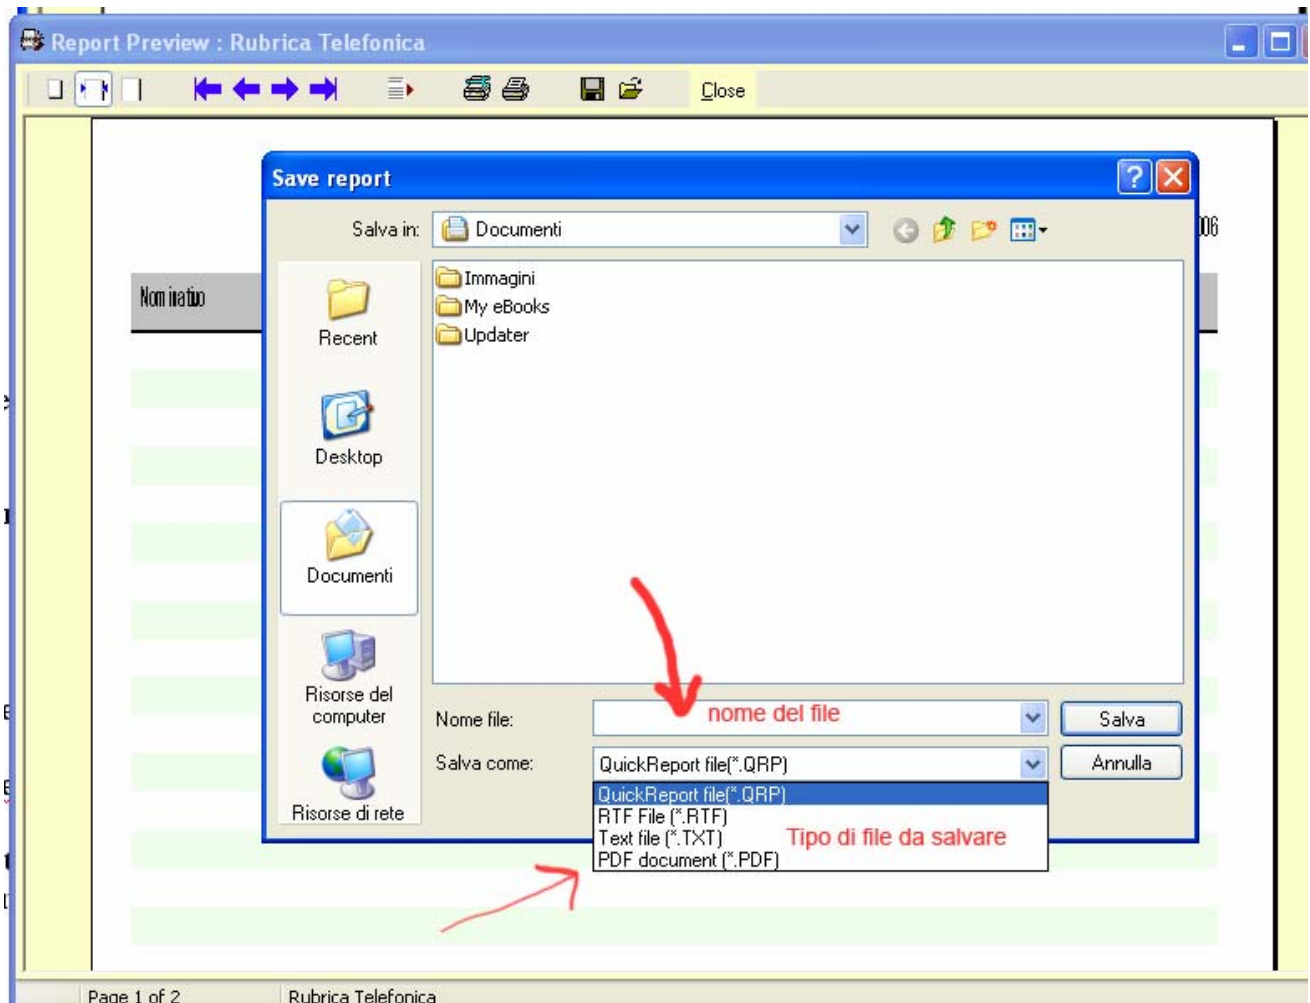 Report Preview : Rubrica Telefonica
Close
Save report
Salva in:
Documenti
006
Nominativo
Immagini
My eBooks
Updater
Recent
Desktop
Documenti
Risorse del
computer
Risorse di rete
Nome file:
nome del file
Salva
Salva come:
QuickReport file(*.QRP)
Annulla
QuickReport file(*.QRP)
RTF File (*.RTF)
Text file (*.TXT)
Tipo di file da salvare
PDF document (*.PDF)
Page 1 of 2
Rubrica Telefonica